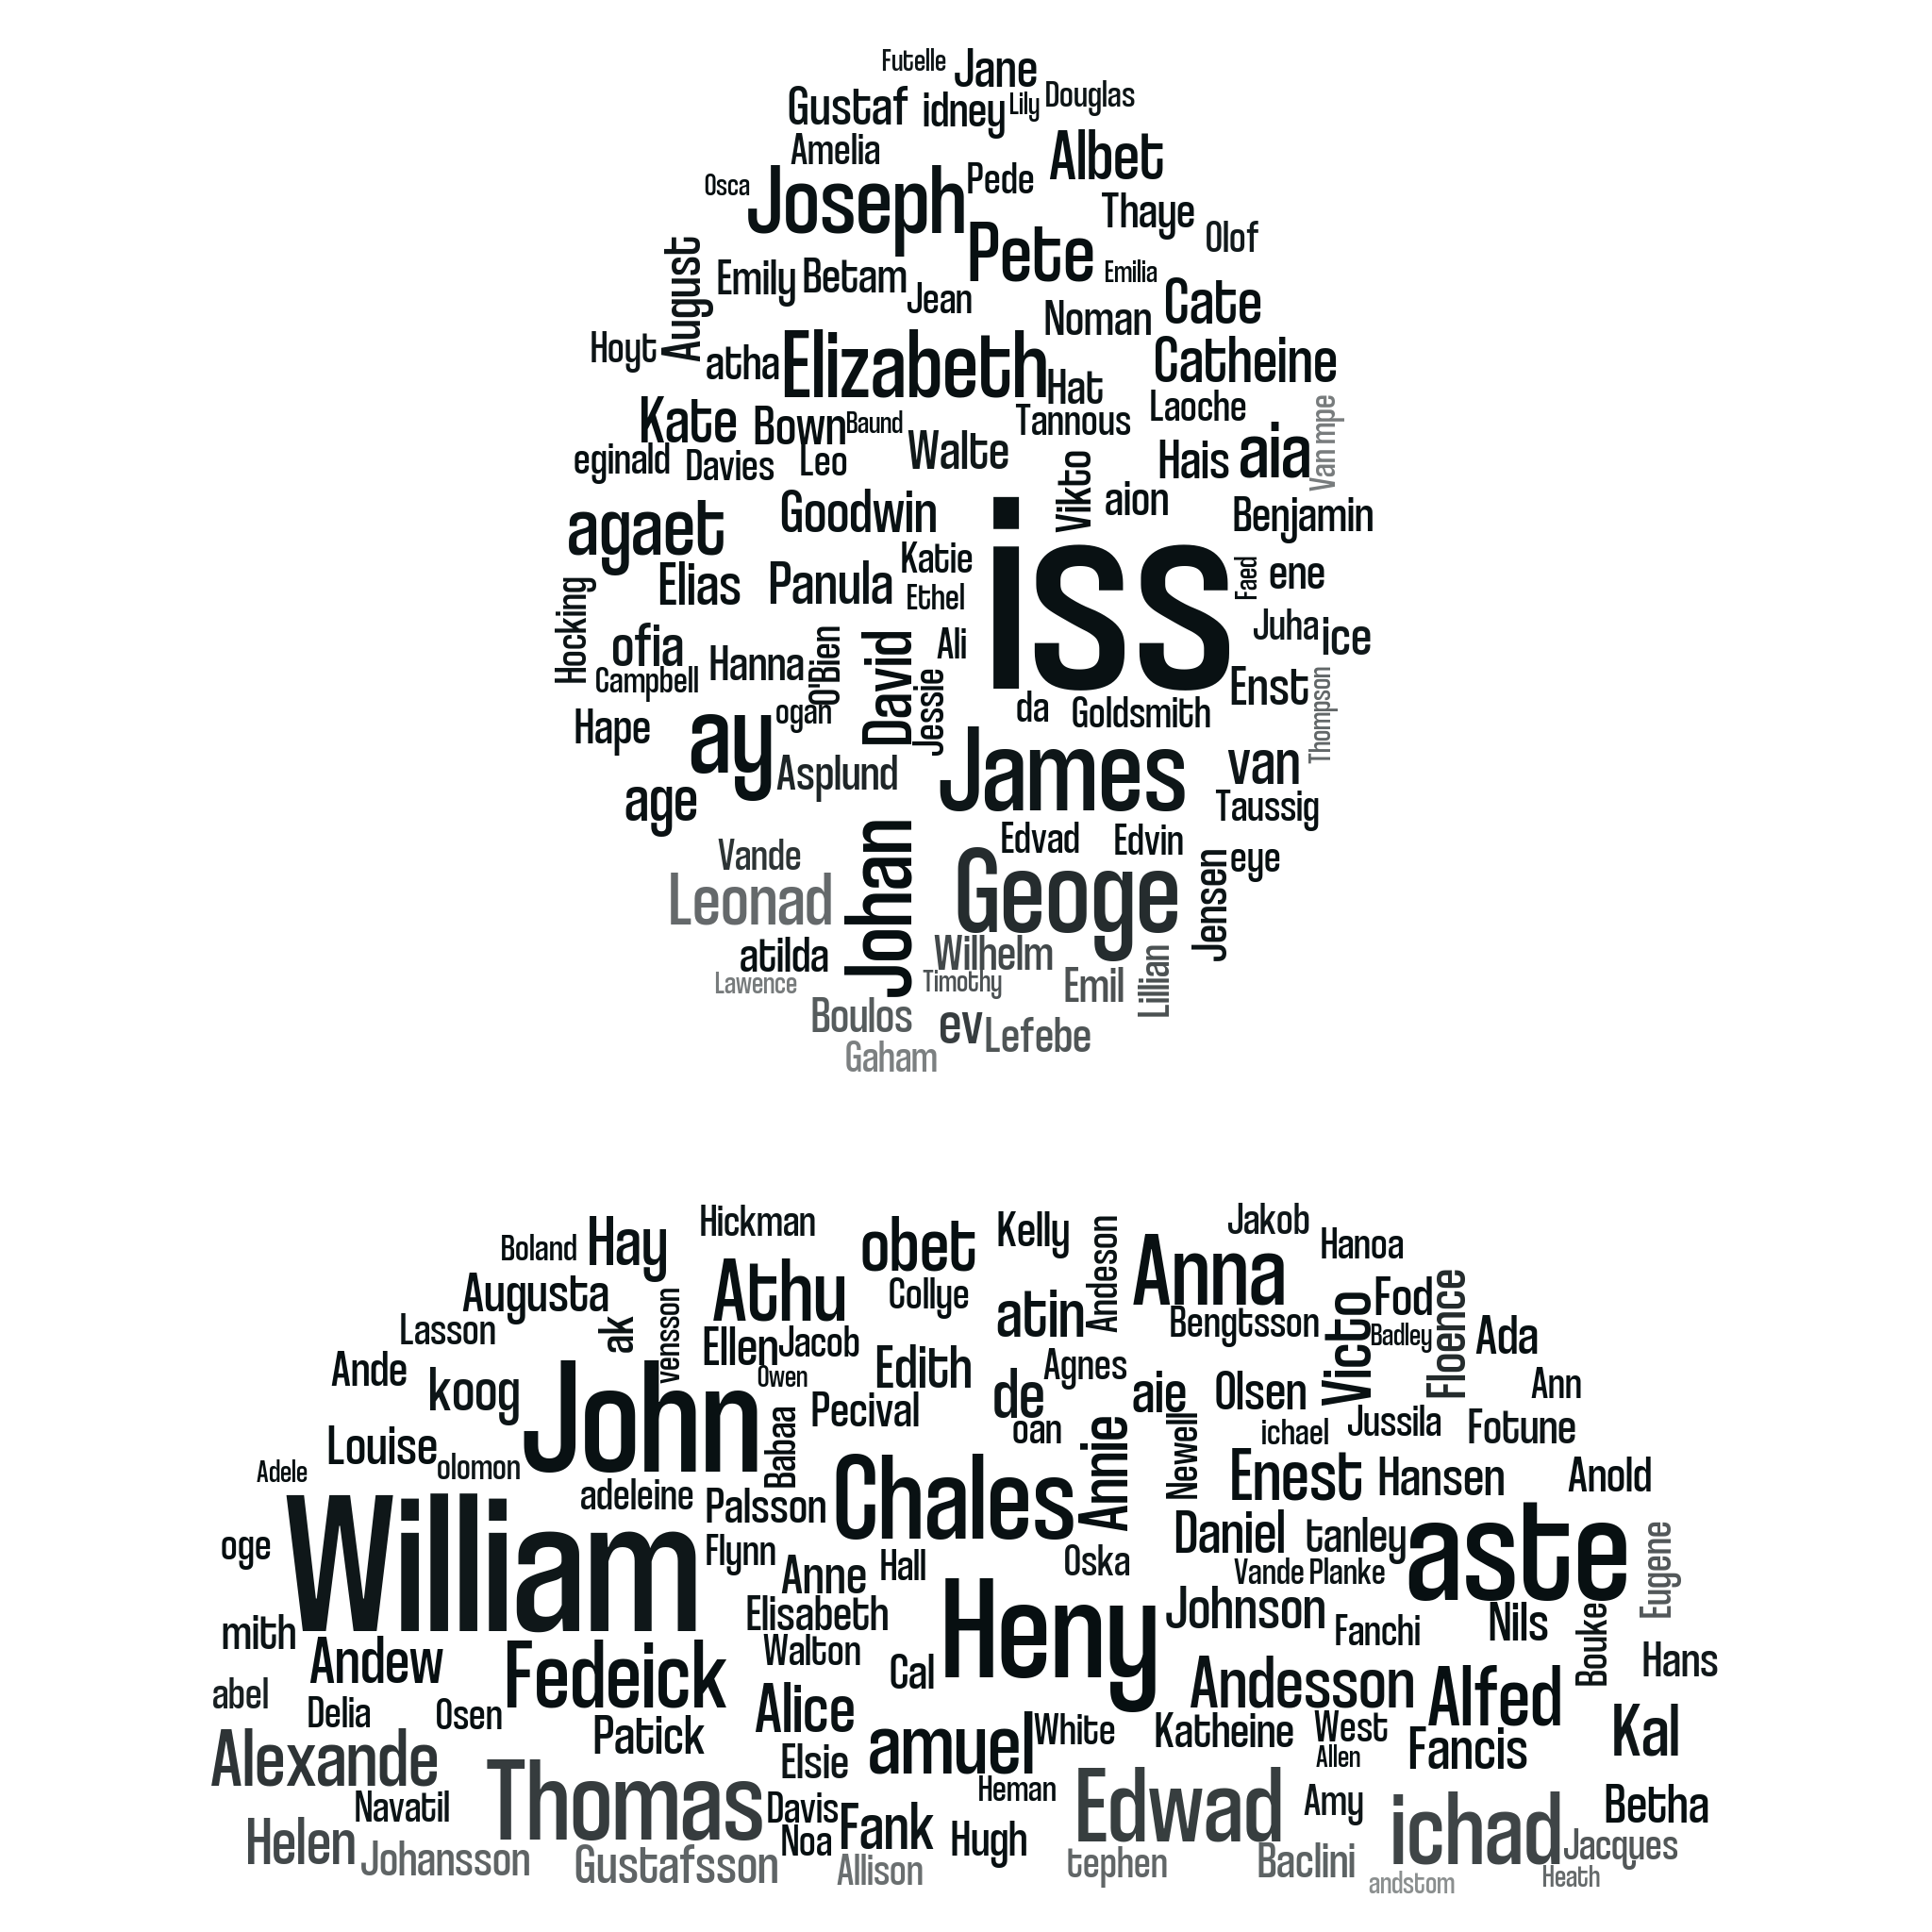 Futelle Jane
Gustaf idney Lily Douglas
Amelia Albet
Osca Joseph Pede
Thaye
Olof
August Emily Betam Pete Emilia
Jean Noman Cate
Hoyt atha Elizabeth Catheine
Hat
Kate Bown Baund Tannous Laoche Van mpe
eginald Davies Leo Walte Hais aia
Vikto aion
agaet Goodwin Benjamin
iss
Elias Panula Katie Faed ene
Ethel
Hocking ofia Hanna O'Bien David Ali Juha ice
Campbell Jessie Enst Thompson
Hape ay ogan da Goldsmith
age Asplund James van
Taussig
Vande Johan Edvad Edvin eye
Leonad Geoge Jensen
atilda Wilhelm
Lawence Timothy Emil Lillian
Boulos ev Lefebe
Gaham
Hickman Kelly Jakob
Boland Hay obet Andeson Anna Hanoa
Augusta Athu Collye atin Fod Floence
Lasson ak vensson Ellen Jacob Bengtsson Victo Badley Ada
Ande koog John Owen Edith Agnes aie Olsen Ann
de
Louise Babaa Pecival oan Annie Newell ichael Jussila Fotune
Adele olomon Chales Enest Hansen Anold
adeleine Palsson
oge William Flynn Daniel tanley aste Eugene
Anne Hall Oska Vande Planke
mith Elisabeth Heny Johnson Fanchi Nils Bouke
Andew Fedeick Walton Cal Hans
abel Delia Osen Alice Andesson Alfed
Patick White Katheine West Kal
Alexande Elsie amuel Allen Fancis
Navatil Thomas Davis Heman Edwad Amy Betha
Helen Noa Fank Hugh ichad Jacques
Johansson Gustafsson Allison tephen Baclini Heath
andstom